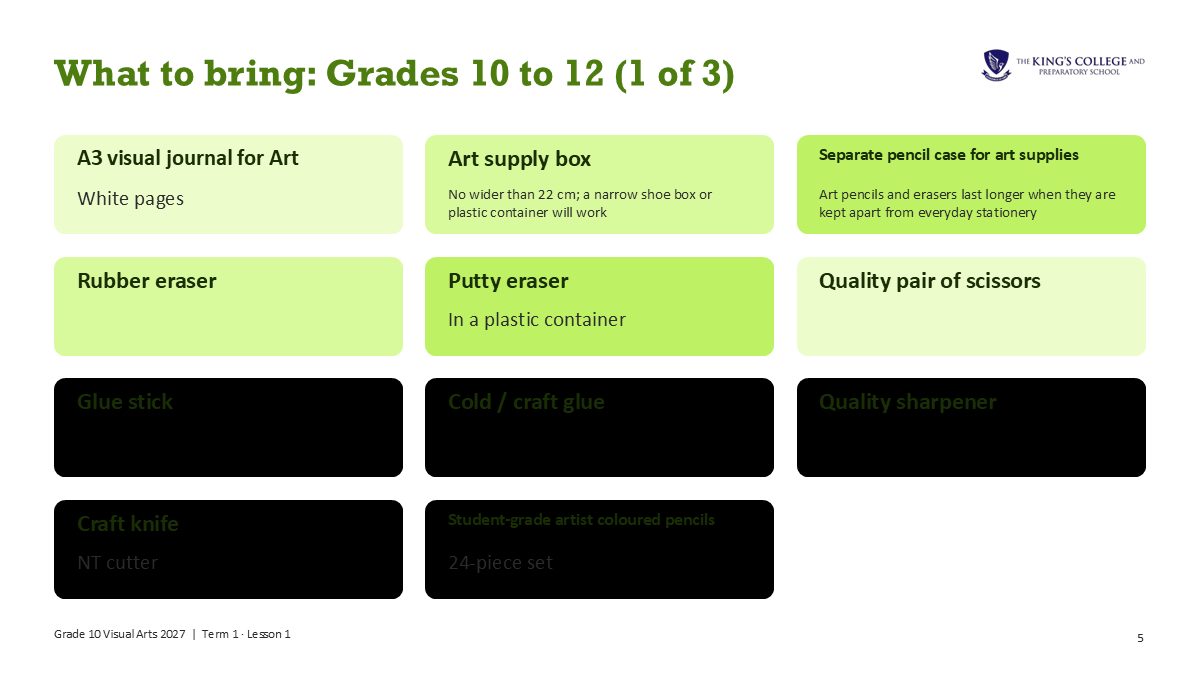 What to bring: Grades 10 to 12 (1 of 3)
THE KING'S COLLEGE AND
PREPARATORY SCHOOL
A3 visual journal for Art
White pages
Art supply box
No wider than 22 cm; a narrow shoe box or
plastic container will work
Separate pencil case for art supplies
Art pencils and erasers last longer when they are
kept apart from everyday stationery
Rubber eraser
Putty eraser
In a plastic container
Quality pair of scissors
Glue stick
Cold / craft glue
Quality sharpener
Craft knife
NT cutter
Student-grade artist coloured pencils
24-piece set
Grade 10 Visual Arts 2027 | Term 1 · Lesson 1
5